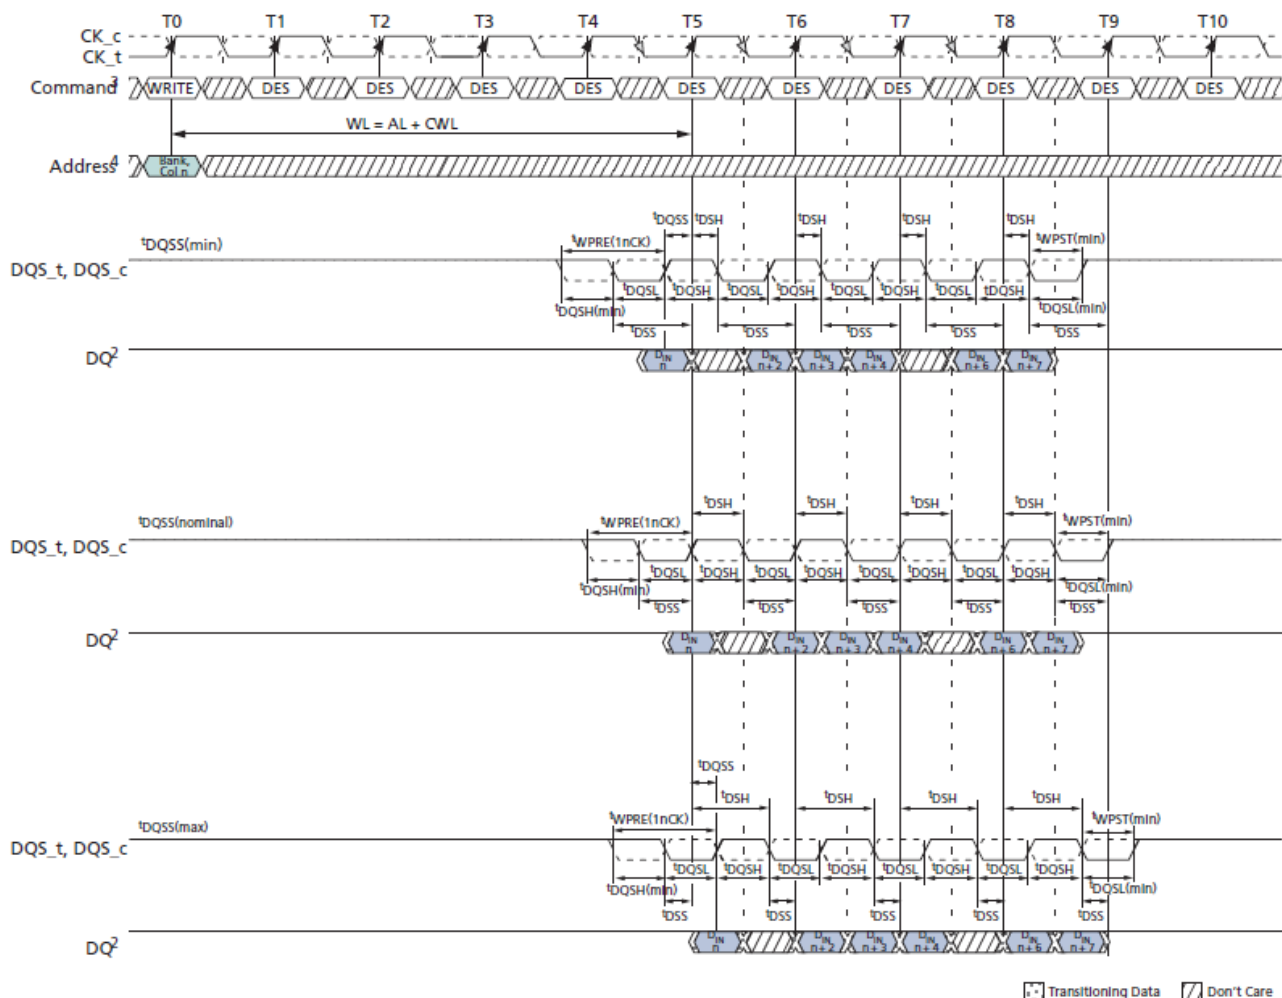 T0 T1 T2 T3 T4 T5 T6 T7 T8 T9 T10
CK_c
CK_t
Command3 WRITE DES DES DES DES DES DES DES DES DES DES
WL = AL + CWL
Address4 Bank, Col n
tDQSS tDSH tDSH tDSH tDSH
tDQSS(min) tWPRE(1nCK) tWPST(min)
DQS_t, DQS_c
tDQSL tDQSH tDQSL tDQSH tDQSL tDQSH tDQSL tDQSH
tDQSH(min) tDQSL(min)
tDSS tDSS tDSS tDSS tDSS
DQ2 DIN n DIN n+2 DIN n+3 DIN n+4 DIN n+6 DIN n+7
tDSH tDSH tDSH tDSH
tDQSS(nominal) tWPRE(1nCK) tWPST(min)
DQS_t, DQS_c
tDQSL tDQSH tDQSL tDQSH tDQSL tDQSH tDQSL tDQSH
tDQSH(min) tDQSL(min)
tDSS tDSS tDSS tDSS tDSS
DQ2 DIN n DIN n+2 DIN n+3 DIN n+4 DIN n+6 DIN n+7
tDQSS
tDSH tDSH tDSH tDSH
tDQSS(max) tWPRE(1nCK) tWPST(min)
DQS_t, DQS_c
tDQSL tDQSH tDQSL tDQSH tDQSL tDQSH tDQSL tDQSH
tDQSH(min) tDQSL(min)
tDSS tDSS tDSS tDSS tDSS
DQ2 DIN n DIN n+2 DIN n+3 DIN n+4 DIN n+6 DIN n+7
Transitioning Data Don't Care